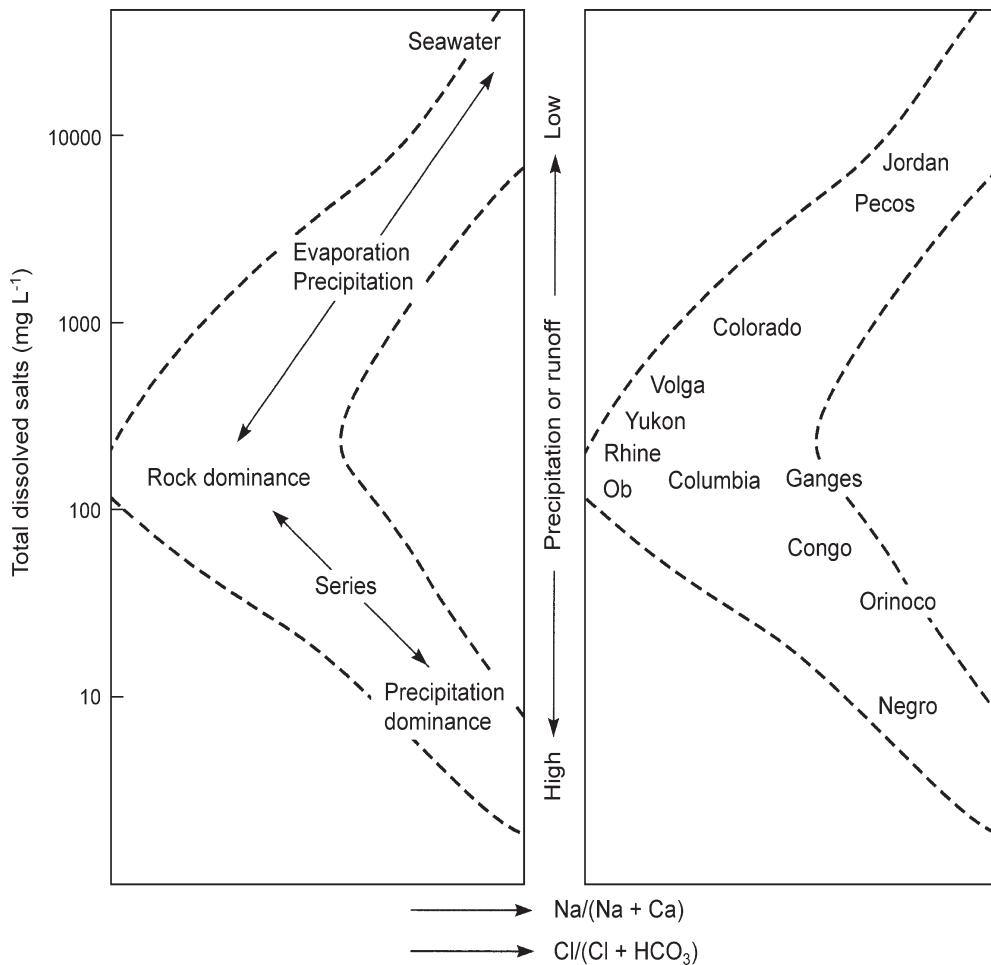 Total dissolved salts (mg L⁻¹)
10000
1000
100
10
Seawater
Evaporation
Precipitation
Rock dominance
Series
Precipitation
dominance
Low
Precipitation or runoff
High
Jordan
Pecos
Colorado
Volga
Yukon
Rhine
Ob
Columbia
Ganges
Congo
Orinoco
Negro
Na/(Na + Ca)
Cl/(Cl + HCO₃)